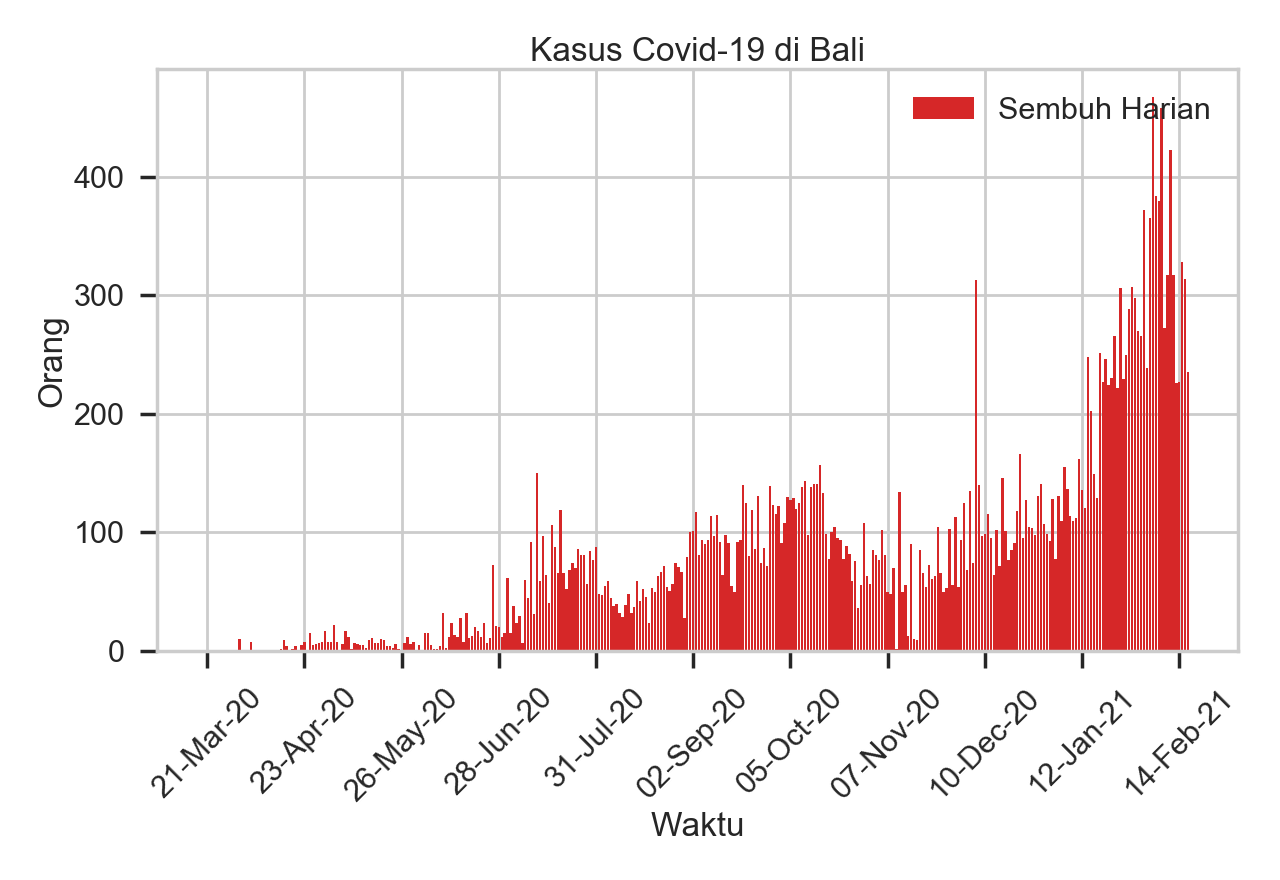 Kasus Covid-19 di Bali
Sembuh Harian
Orang
400
300
200
100
0
21-Mar-20
23-Apr-20
26-May-20
28-Jun-20
31-Jul-20
02-Sep-20
05-Oct-20
07-Nov-20
10-Dec-20
12-Jan-21
14-Feb-21
Waktu